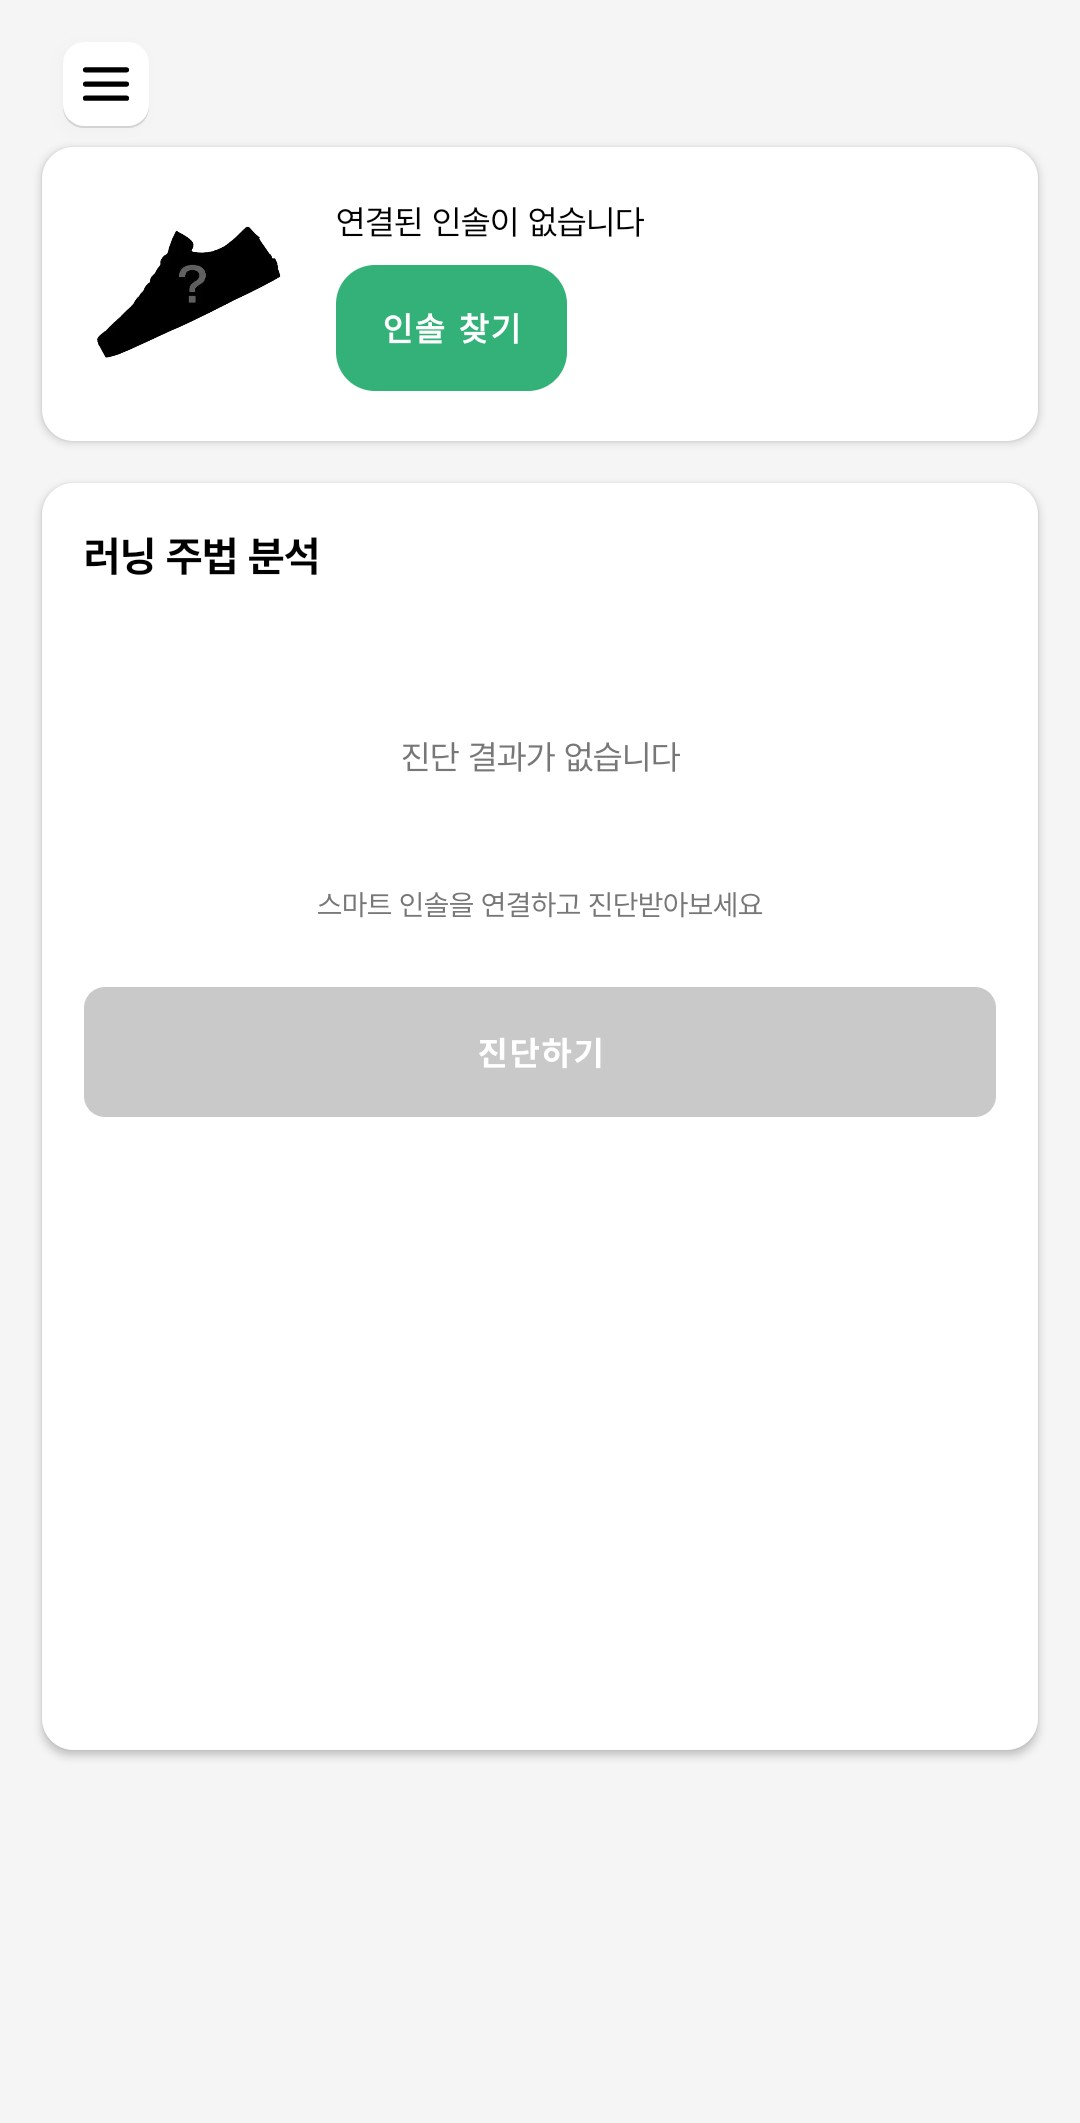 연결된 인솔이 없습니다
?
인솔 찾기
러닝 주법 분석
진단 결과가 없습니다
스마트 인솔을 연결하고 진단받아보세요
진단하기